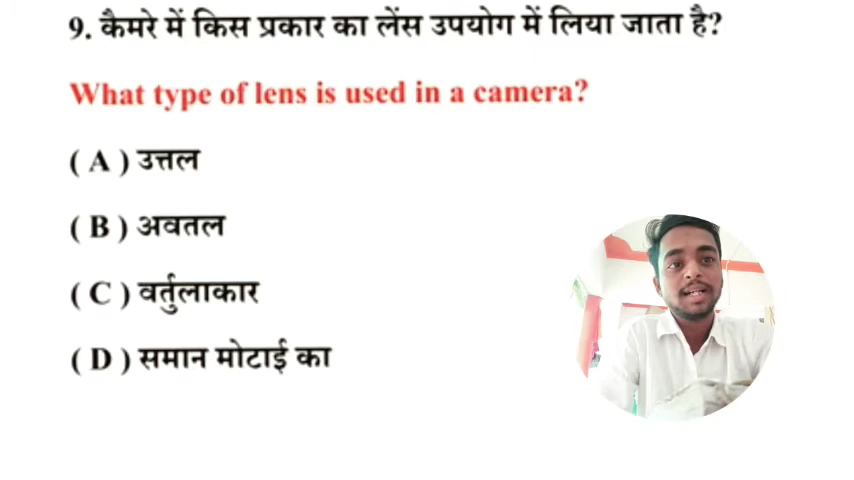 9. कैमरे में किस प्रकार का लेंस उपयोग में लिया जाता है?
What type of lens is used in a camera?
( A ) उत्तल
( B ) अवतल
( C ) वर्तुलाकार
( D ) समान मोटाई का